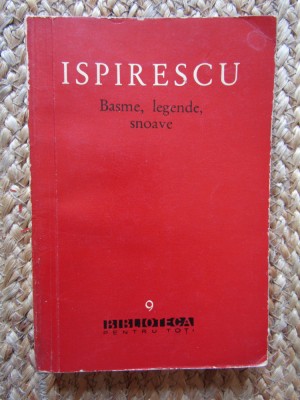 ISPIRESCU
Basme, legende,
snoave
9
BIBLIOTECA
PENTRU TOȚI